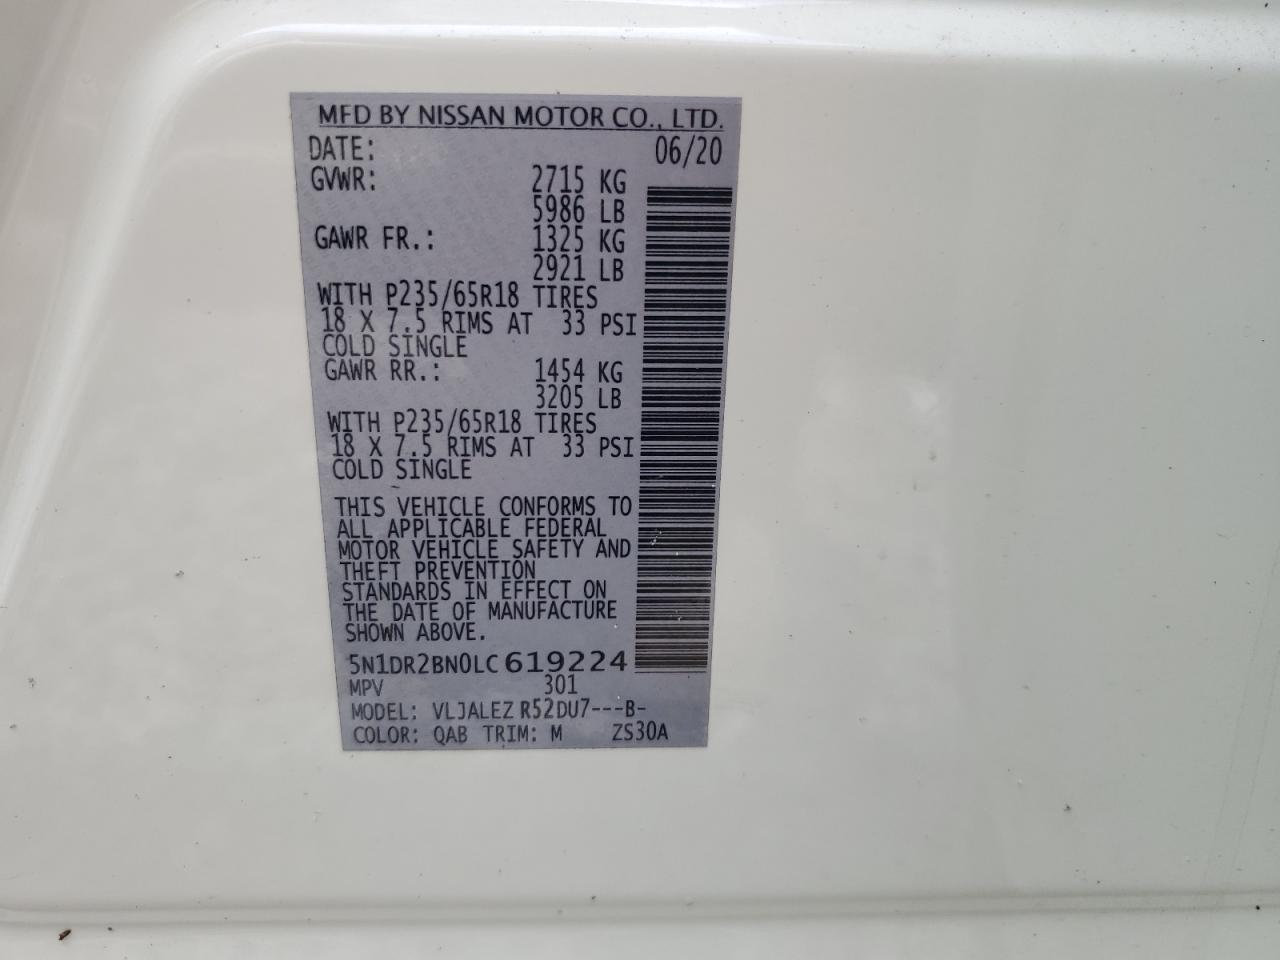 MFD BY NISSAN MOTOR CO., LTD.
DATE: 06/20
GVWR: 2715 KG
5986 LB
GAWR FR.: 1325 KG
2921 LB
WITH P235/65R18 TIRES
18 X 7.5 RIMS AT 33 PSI
COLD SINGLE
GAWR RR.: 1454 KG
3205 LB
WITH P235/65R18 TIRES
18 X 7.5 RIMS AT 33 PSI
COLD SINGLE
THIS VEHICLE CONFORMS TO
ALL APPLICABLE FEDERAL
MOTOR VEHICLE SAFETY AND
THEFT PREVENTION
STANDARDS IN EFFECT ON
THE DATE OF MANUFACTURE
SHOWN ABOVE.
5N1DR2BN0LC619224
MPV 301
MODEL: VLJALEZ R52DU7---B-
COLOR: QAB TRIM: M ZS30A